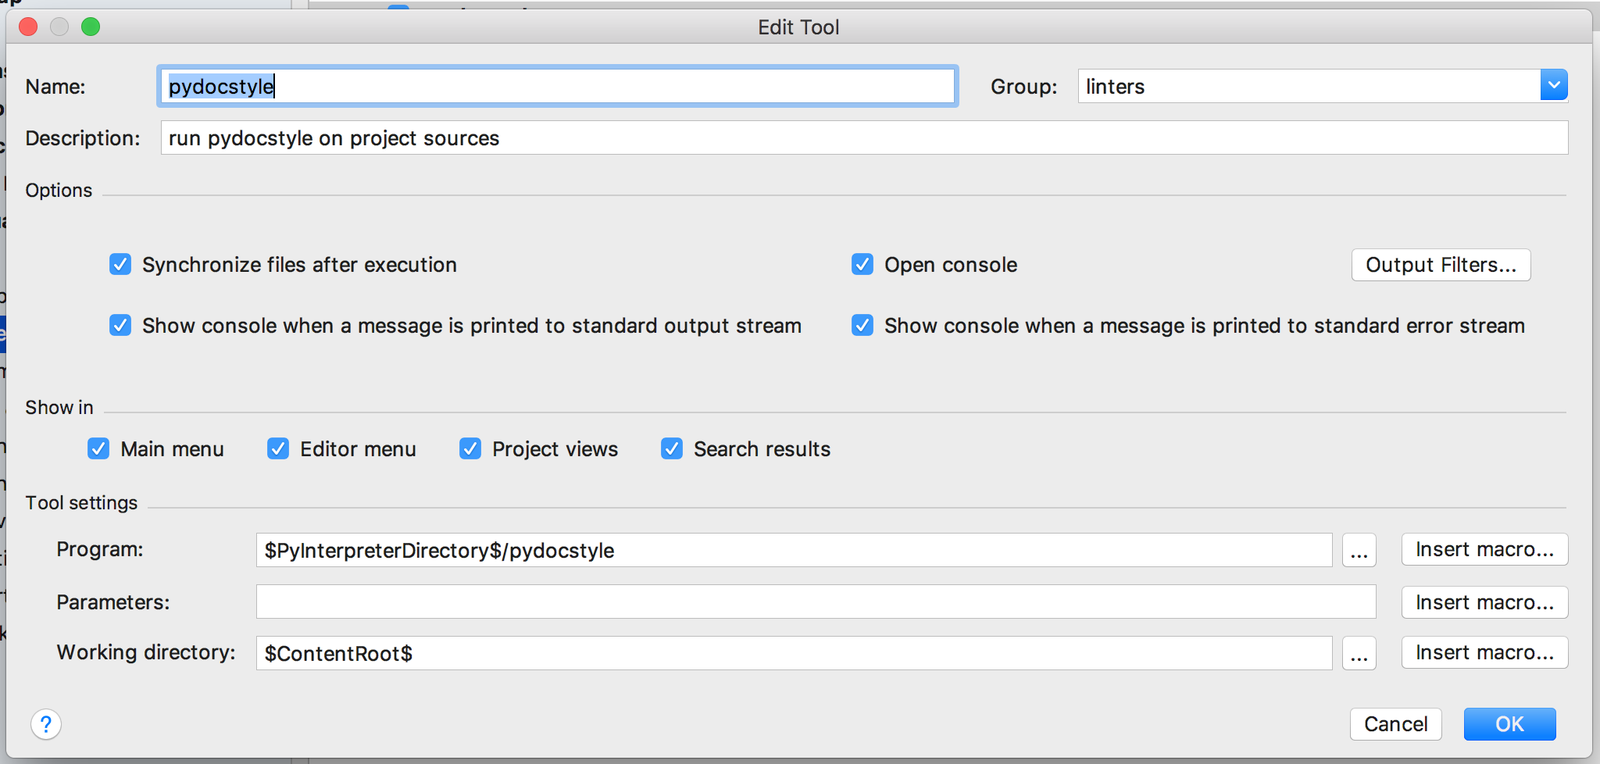 Edit Tool
Name: pydocstyle Group: linters
Description: run pydocstyle on project sources
Options
Synchronize files after execution Open console Output Filters...
Show console when a message is printed to standard output stream Show console when a message is printed to standard error stream
Show in
Main menu Editor menu Project views Search results
Tool settings
Program: $PyInterpreterDirectory$/pydocstyle ... Insert macro...
Parameters: Insert macro...
Working directory: $ContentRoot$ ... Insert macro...
? Cancel OK